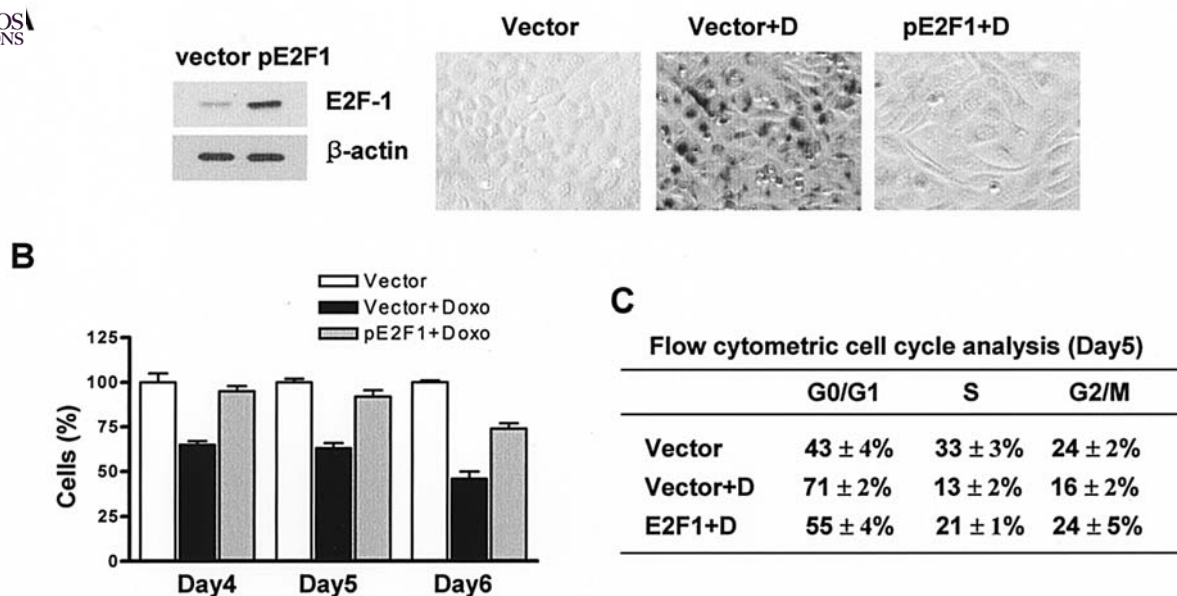 OS A
ONS
vector pE2F1
E2F-1
β-actin
Vector
Vector+D
pE2F1+D
B
Vector
Vector+Doxo
pE2F1+Doxo
Cells (%)
125
100
75
50
25
0
Day4 Day5 Day6
C
Flow cytometric cell cycle analysis (Day5)
G0/G1 S G2/M
Vector 43 ± 4% 33 ± 3% 24 ± 2%
Vector+D 71 ± 2% 13 ± 2% 16 ± 2%
E2F1+D 55 ± 4% 21 ± 1% 24 ± 5%